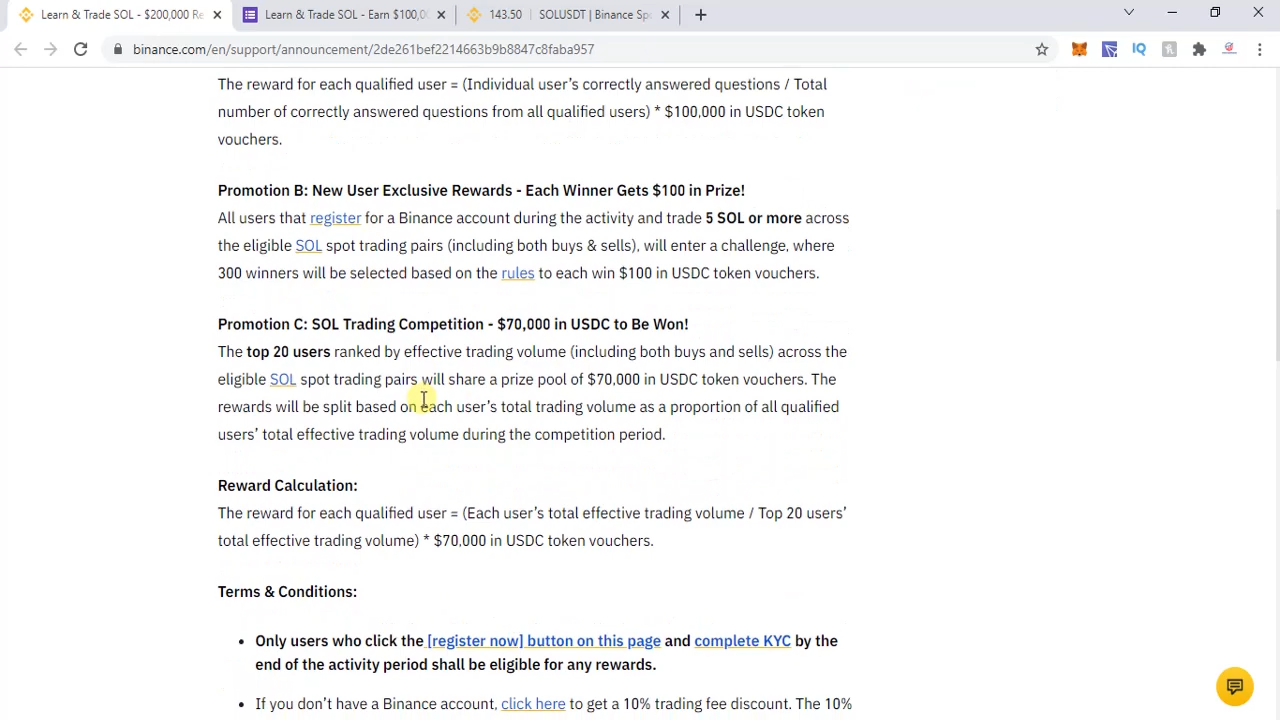 Learn & Trade SOL - $200,000 Re
Learn & Trade SOL - Earn $100,0
143.50 | SOLUSDT | Binance Spo
binance.com/en/support/announcement/2de261bef2214663b9b8847c8faba957
The reward for each qualified user = (Individual user’s correctly answered questions / Total
number of correctly answered questions from all qualified users) * $100,000 in USDC token
vouchers.
Promotion B: New User Exclusive Rewards - Each Winner Gets $100 in Prize!
All users that register for a Binance account during the activity and trade 5 SOL or more across
the eligible SOL spot trading pairs (including both buys & sells), will enter a challenge, where
300 winners will be selected based on the rules to each win $100 in USDC token vouchers.
Promotion C: SOL Trading Competition - $70,000 in USDC to Be Won!
The top 20 users ranked by effective trading volume (including both buys and sells) across the
eligible SOL spot trading pairs will share a prize pool of $70,000 in USDC token vouchers. The
rewards will be split based on each user’s total trading volume as a proportion of all qualified
users’ total effective trading volume during the competition period.
Reward Calculation:
The reward for each qualified user = (Each user’s total effective trading volume / Top 20 users’
total effective trading volume) * $70,000 in USDC token vouchers.
Terms & Conditions:
• Only users who click the [register now] button on this page and complete KYC by the
end of the activity period shall be eligible for any rewards.
• If you don’t have a Binance account, click here to get a 10% trading fee discount. The 10%